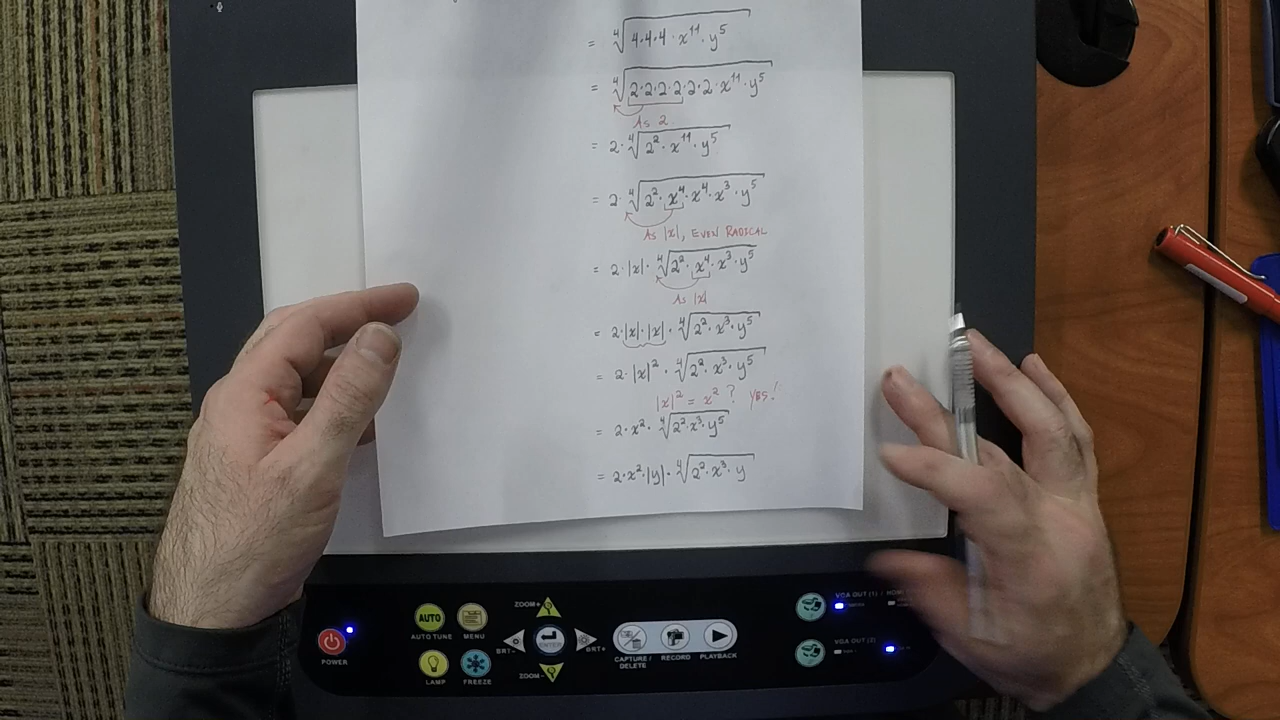 = ⁴√4·4·4·x¹¹·y⁵
= ⁴√2·2·2·2·2·2·x¹¹·y⁵
As 2
= 2·⁴√2²·x¹¹·y⁵
= 2·⁴√2²·x⁴·x⁴·x³·y⁵
As |x|, EVEN RADICAL
= 2·|x|·⁴√2²·x⁴·x³·y⁵
As |x|
= 2·|x|·|x|·⁴√2²·x³·y⁵
= 2·|x|²·⁴√2²·x³·y⁵
|x|² = x² ? YES!
= 2·x²·⁴√2²·x³·y⁵
= 2·x²·|y|·⁴√2²·x³·y
POWER
AUTO
AUTO TUNE
MENU
LAMP
FREEZE
ZOOM+
BRT-
ENTER
BRT+
ZOOM-
CAPTURE / DELETE
RECORD
PLAYBACK
VGA OUT (1) /
VGA OUT (2)